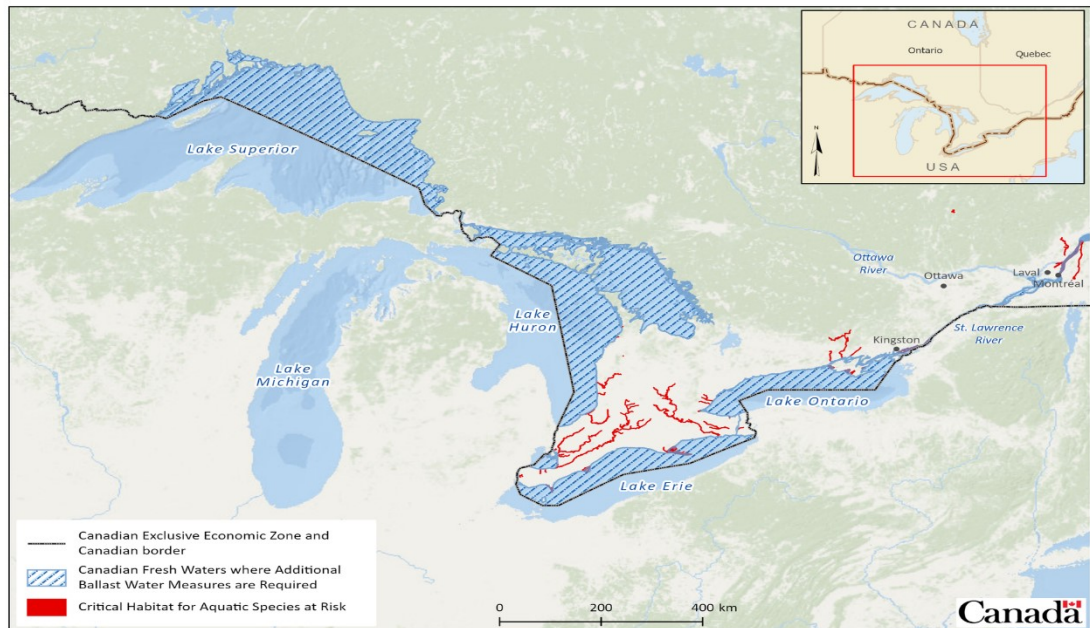 CANADA
Ontario
Quebec
N
USA
Lake Superior
Lake
Huron
Lake
Michigan
Ottawa
River
Ottawa
Laval
Montréal
Kingston
St. Lawrence
River
Lake Ontario
Lake Erie
Canadian Exclusive Economic Zone and
Canadian border
Canadian Fresh Waters where Additional
Ballast Water Measures are Required
Critical Habitat for Aquatic Species at Risk
0 200 400 km
Canada